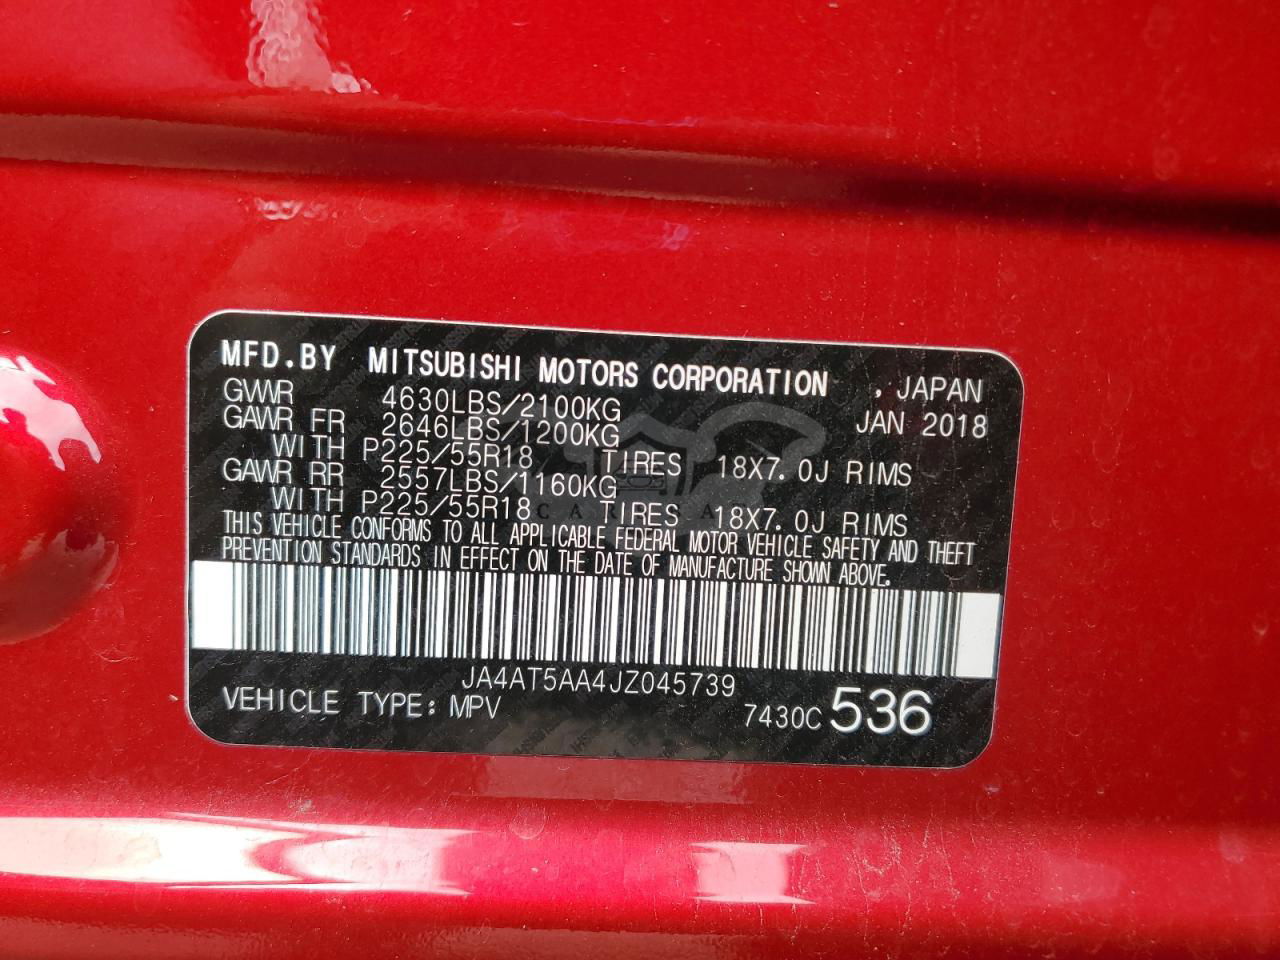 MFD.BY MITSUBISHI MOTORS CORPORATION , JAPAN
GWWR 4630LBS/2100KG JAN 2018
GAWR FR 2646LBS/1200KG
WITH P225/55R18 TIRES 18X7.0J RIMS
GAWR RR 2557LBS/1160KG
WITH P225/55R18 TIRES 18X7.0J RIMS
THIS VEHICLE CONFORMS TO ALL APPLICABLE FEDERAL MOTOR VEHICLE SAFETY AND THEFT
PREVENTION STANDARDS IN EFFECT ON THE DATE OF MANUFACTURE SHOWN ABOVE.
JA4AT5AA4JZ045739
VEHICLE TYPE: MPV 7430C 536